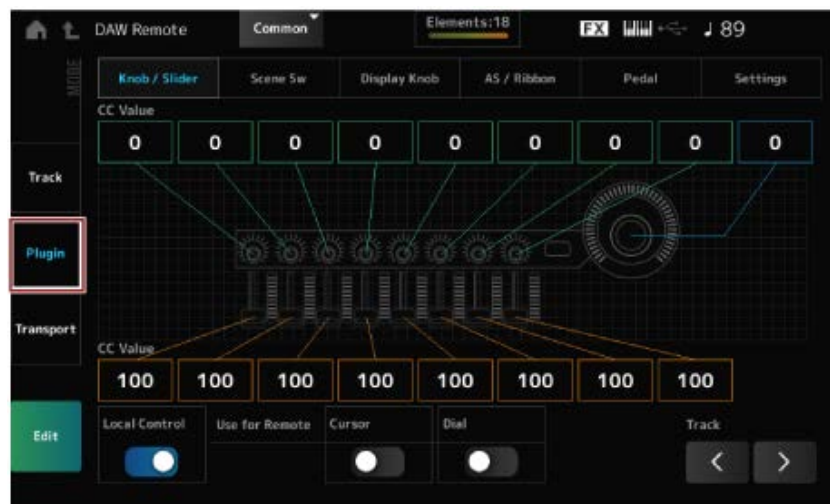 DAW Remote Common Elements:18 FX ♩ 89
MODE
Knob / Slider Scene Sw Display Knob AS / Ribbon Pedal Settings
CC Value
0 0 0 0 0 0 0 0 0
Track
Plugin
Transport
CC Value
100 100 100 100 100 100 100 100
Edit
Local Control Use for Remote Cursor Dial Track
< >